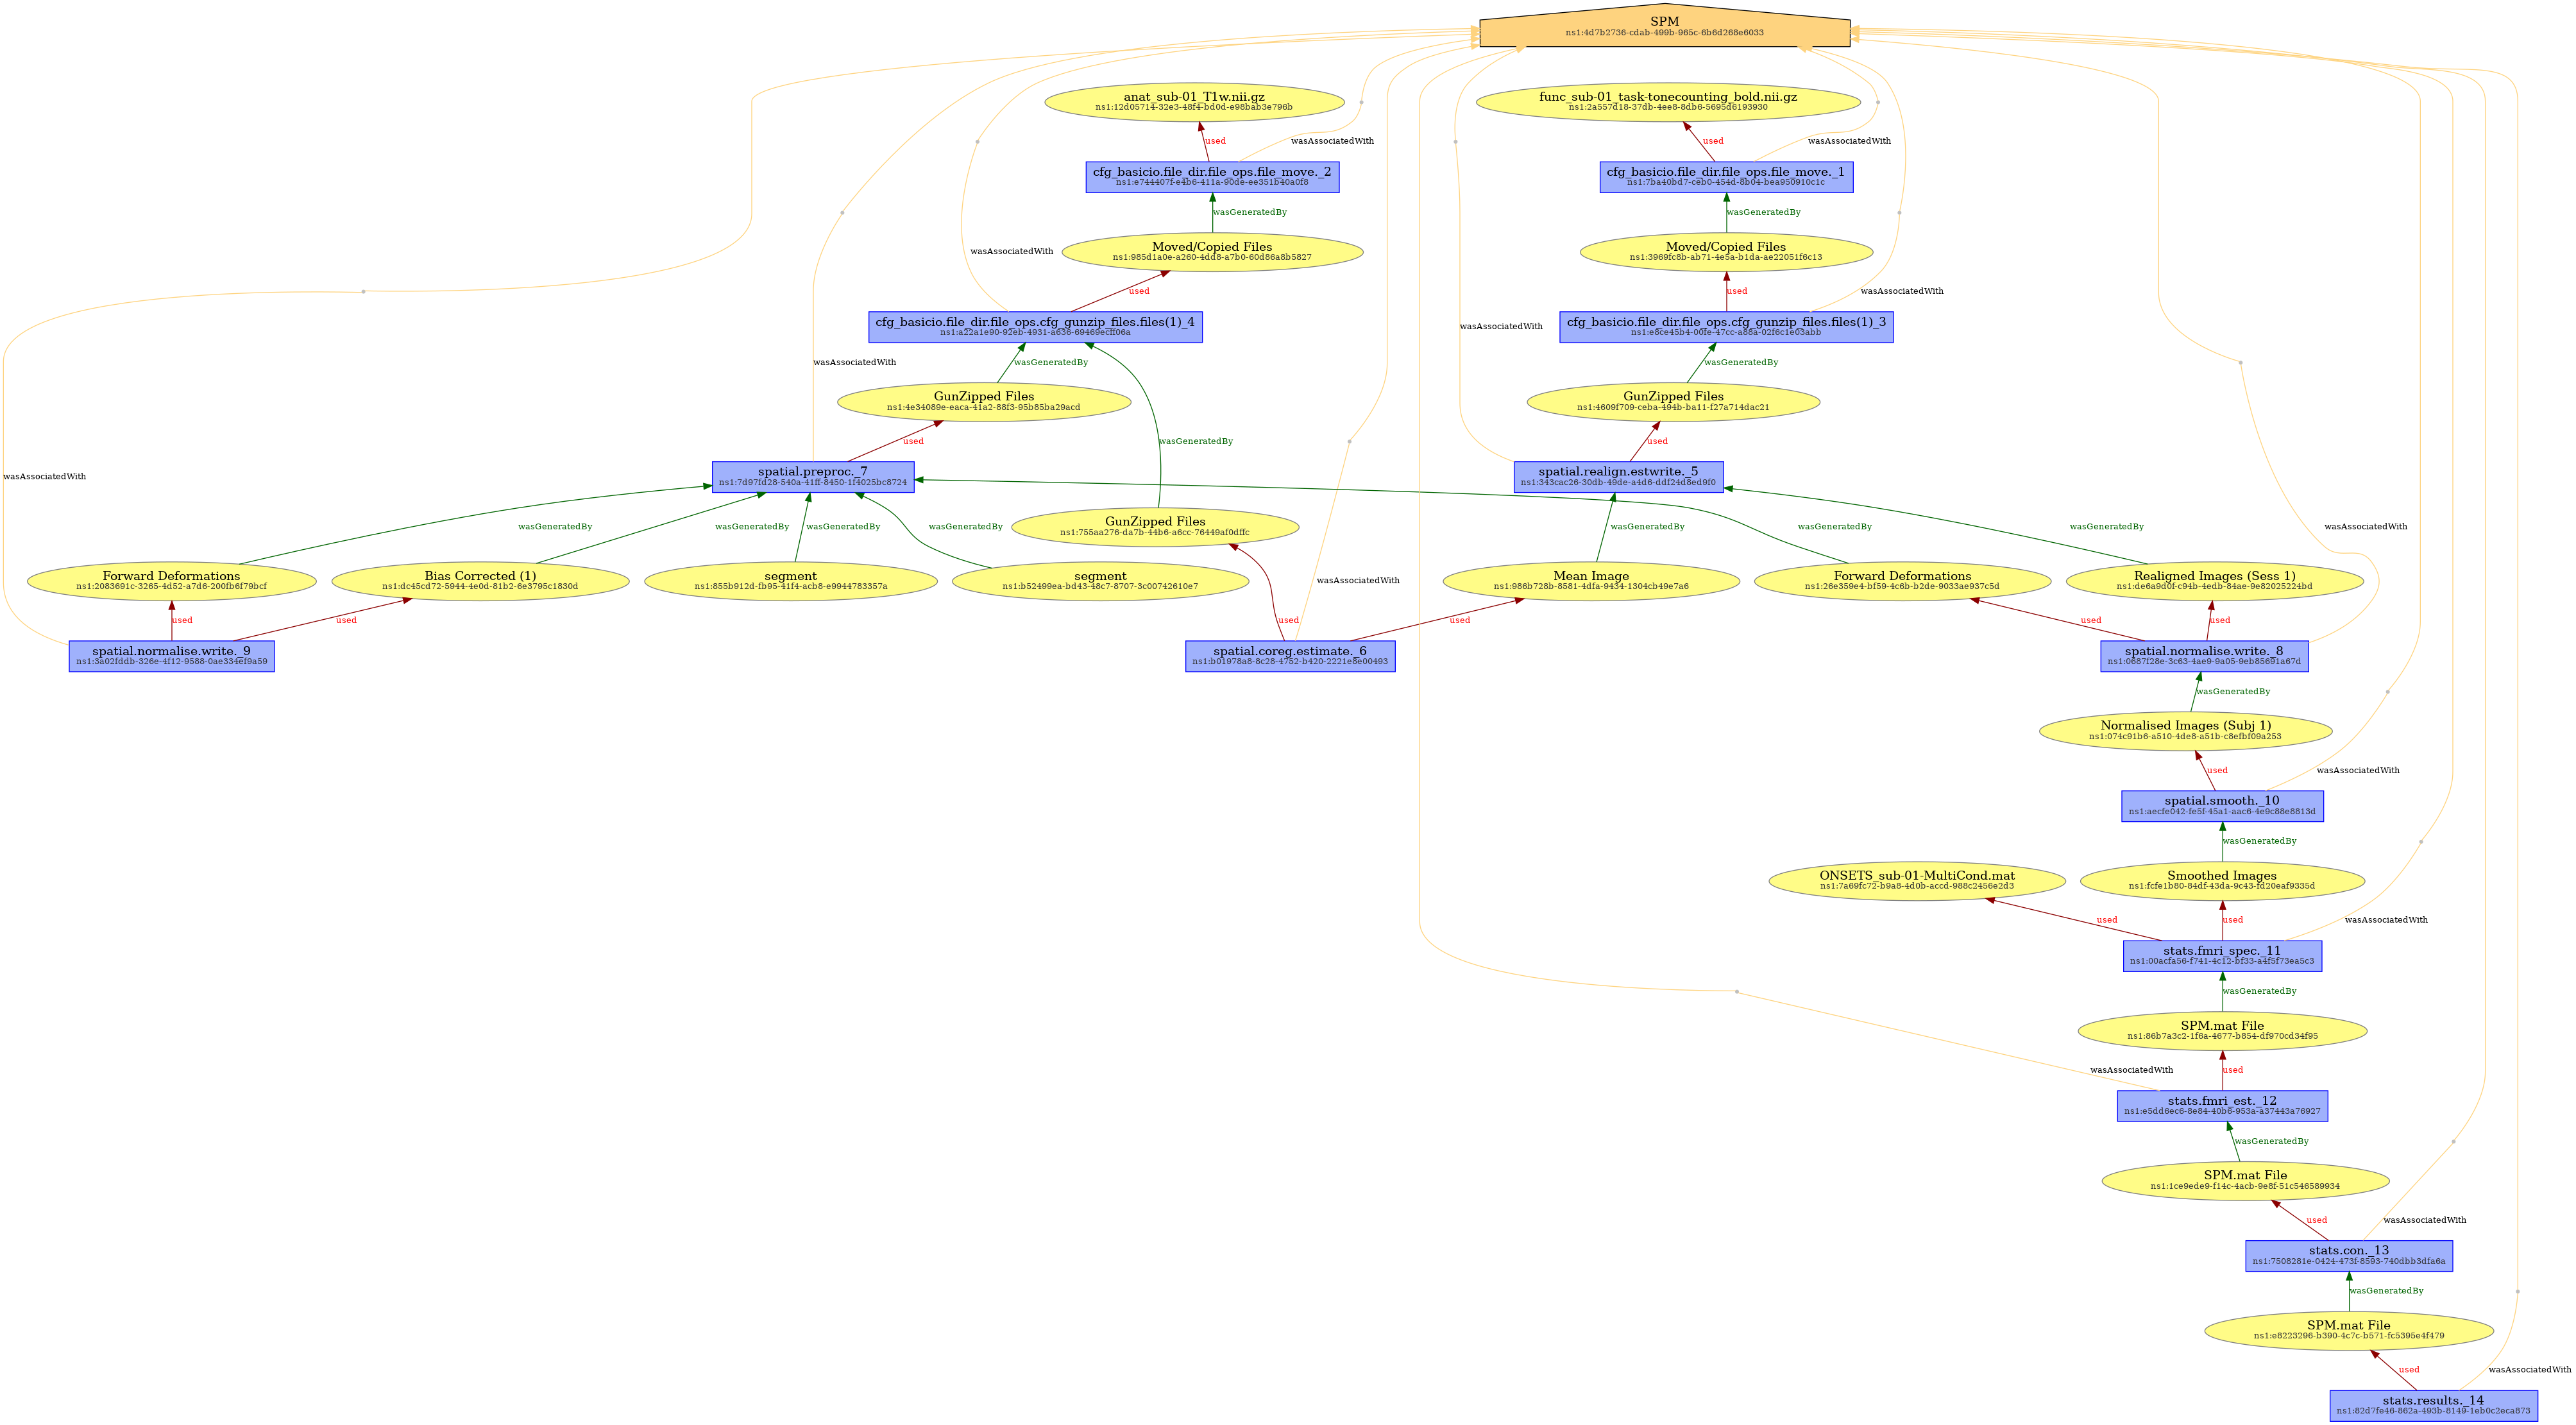 SPM
ns1:4d7b2736-cdab-499b-965c-6b6d268e6033
anat_sub-01_T1w.nii.gz
ns1:12d05714-32e3-48f4-bd0d-e98bab3e796b
func_sub-01_task-tonecounting_bold.nii.gz
ns1:2a557d18-37db-4ee8-8db6-5695d6193930
used
wasAssociatedWith
used
wasAssociatedWith
cfg_basicio.file_dir.file_ops.file_move._2
ns1:e744407f-e4b6-411a-90de-ee351b40a0f8
cfg_basicio.file_dir.file_ops.file_move._1
ns1:7ba40bd7-ceb0-454d-8b04-bea950910c1c
wasGeneratedBy
wasGeneratedBy
wasAssociatedWith
Moved/Copied Files
ns1:985d1a0e-a260-4dd8-a7b0-60d86a8b5827
Moved/Copied Files
ns1:3969fc8b-ab71-4e5a-b1da-ae22051f6c13
used
used
wasAssociatedWith
cfg_basicio.file_dir.file_ops.cfg_gunzip_files.files(1)_4
ns1:a22a1e90-92eb-4931-a636-69469ecff06a
wasAssociatedWith
cfg_basicio.file_dir.file_ops.cfg_gunzip_files.files(1)_3
ns1:e8ce45b4-00fe-47cc-a88a-02f6c1e03abb
wasAssociatedWith
wasGeneratedBy
wasGeneratedBy
GunZipped Files
ns1:4e34089e-eaca-41a2-88f3-95b85ba29acd
GunZipped Files
ns1:4609f709-ceba-494b-ba11-f27a714dac21
used
wasGeneratedBy
used
wasAssociatedWith
spatial.preproc._7
ns1:7d97fd28-540a-41ff-8450-1f4025bc8724
spatial.realign.estwrite._5
ns1:343cac26-30db-49de-a4d6-ddf24d8ed9f0
wasGeneratedBy
wasGeneratedBy
wasGeneratedBy
wasGeneratedBy
GunZipped Files
ns1:755aa276-da7b-44b6-a6cc-76449af0dffc
wasGeneratedBy
wasGeneratedBy
wasGeneratedBy
wasAssociatedWith
Forward Deformations
ns1:2083691c-3265-4d52-a7d6-200fb6f79bcf
Bias Corrected (1)
ns1:dc45cd72-5944-4e0d-81b2-6e3795c1830d
segment
ns1:855b912d-fb95-41f4-acb8-e9944783357a
segment
ns1:b52499ea-bd43-48c7-8707-3c00742610e7
wasAssociatedWith
Mean Image
ns1:986b728b-8581-4dfa-9434-1304cb49e7a6
Forward Deformations
ns1:26e359e4-bf59-4c6b-b2de-9033ae937c5d
Realigned Images (Sess 1)
ns1:de6a9d0f-c94b-4edb-84ae-9e82025224bd
used
used
used
used
used
used
spatial.normalise.write._9
ns1:3a02fddb-326e-4f12-9588-0ae334ef9a59
spatial.coreg.estimate._6
ns1:b01978a8-8c28-4752-b420-2221e8e00493
spatial.normalise.write._8
ns1:0687f28e-3c63-4ae9-9a05-9eb85691a67d
wasGeneratedBy
Normalised Images (Subj 1)
ns1:074c91b6-a510-4de8-a51b-c8efbf09a253
used
wasAssociatedWith
spatial.smooth._10
ns1:aecfe042-fe5f-45a1-aac6-4e9c88e8813d
wasGeneratedBy
ONSETS_sub-01-MultiCond.mat
ns1:7a69fc72-b9a8-4d0b-accd-988c2456e2d3
Smoothed Images
ns1:fcfe1b80-84df-43da-9c43-fd20eaf9335d
used
used
wasAssociatedWith
stats.fmri_spec._11
ns1:00acfa56-f741-4c12-bf33-a4f5f73ea5c3
wasGeneratedBy
SPM.mat File
ns1:86b7a3c2-1f6a-4677-b854-df970cd34f95
wasAssociatedWith
used
stats.fmri_est._12
ns1:e5dd6ec6-8e84-40b6-953a-a37443a76927
wasGeneratedBy
SPM.mat File
ns1:1ce9ede9-f14c-4acb-9e8f-51c546589934
used
wasAssociatedWith
stats.con._13
ns1:7508281e-0424-473f-8593-740dbb3dfa6a
wasGeneratedBy
SPM.mat File
ns1:e8223296-b390-4c7c-b571-fc5395e4f479
used
wasAssociatedWith
stats.results._14
ns1:82d7fe46-862a-493b-8149-1eb0c2eca873